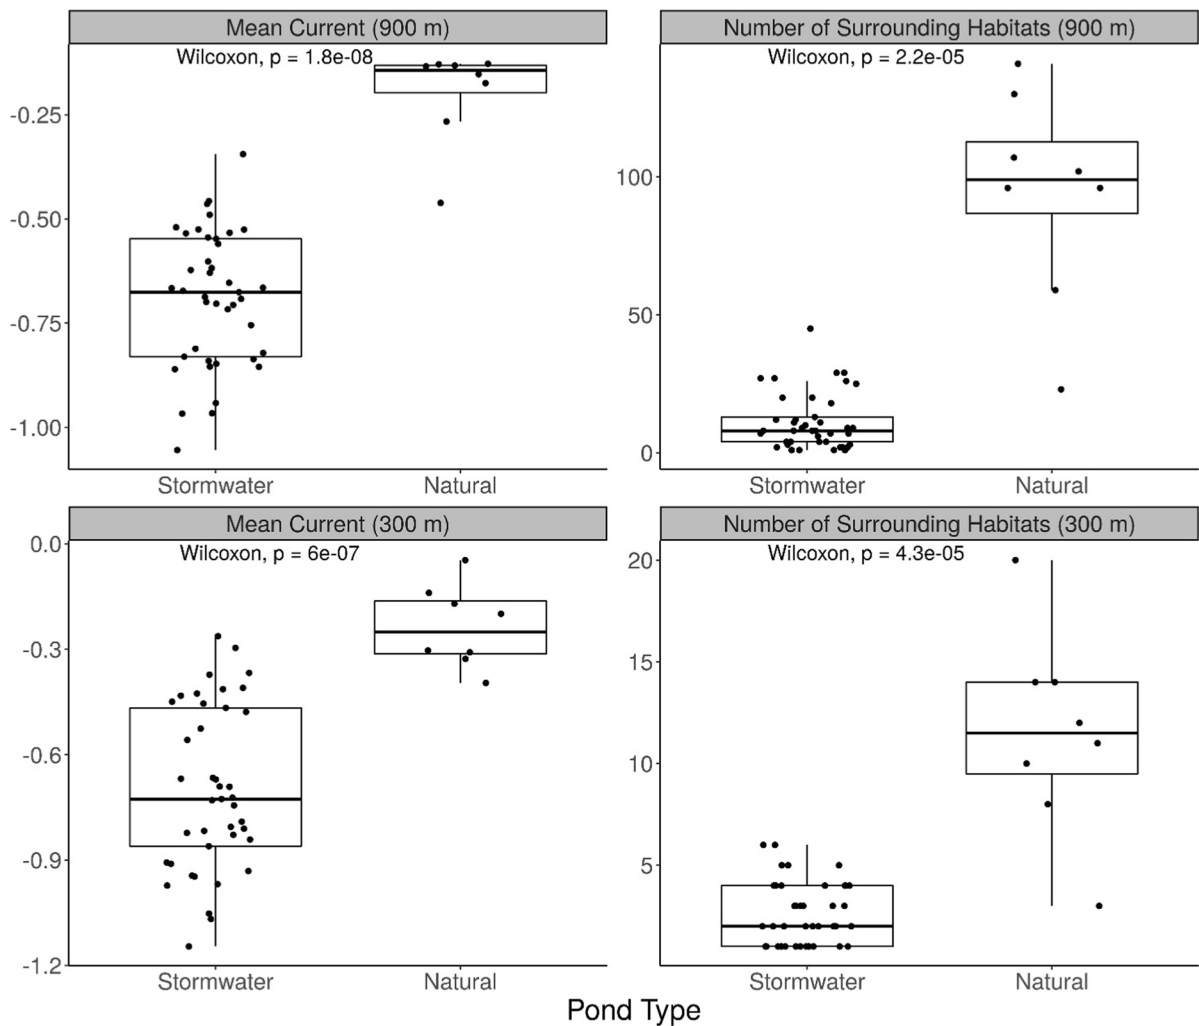 Mean Current (900 m)
Wilcoxon, p = 1.8e-08
-0.25
-0.50
-0.75
-1.00
Stormwater Natural
Number of Surrounding Habitats (900 m)
Wilcoxon, p = 2.2e-05
100
50
0
Stormwater Natural
Mean Current (300 m)
Wilcoxon, p = 6e-07
0.0
-0.3
-0.6
-0.9
-1.2
Stormwater Natural
Number of Surrounding Habitats (300 m)
Wilcoxon, p = 4.3e-05
20
15
10
5
Stormwater Natural
Pond Type